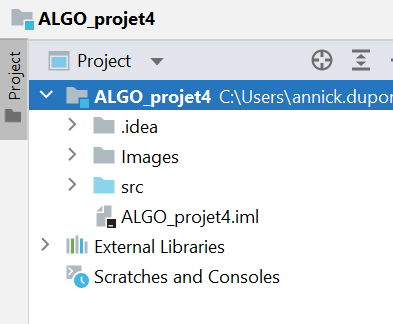 ALGO_projet4
Project
Project
ALGO_projet4 C:\Users\annick.dupon
.idea
Images
src
ALGO_projet4.iml
External Libraries
Scratches and Consoles